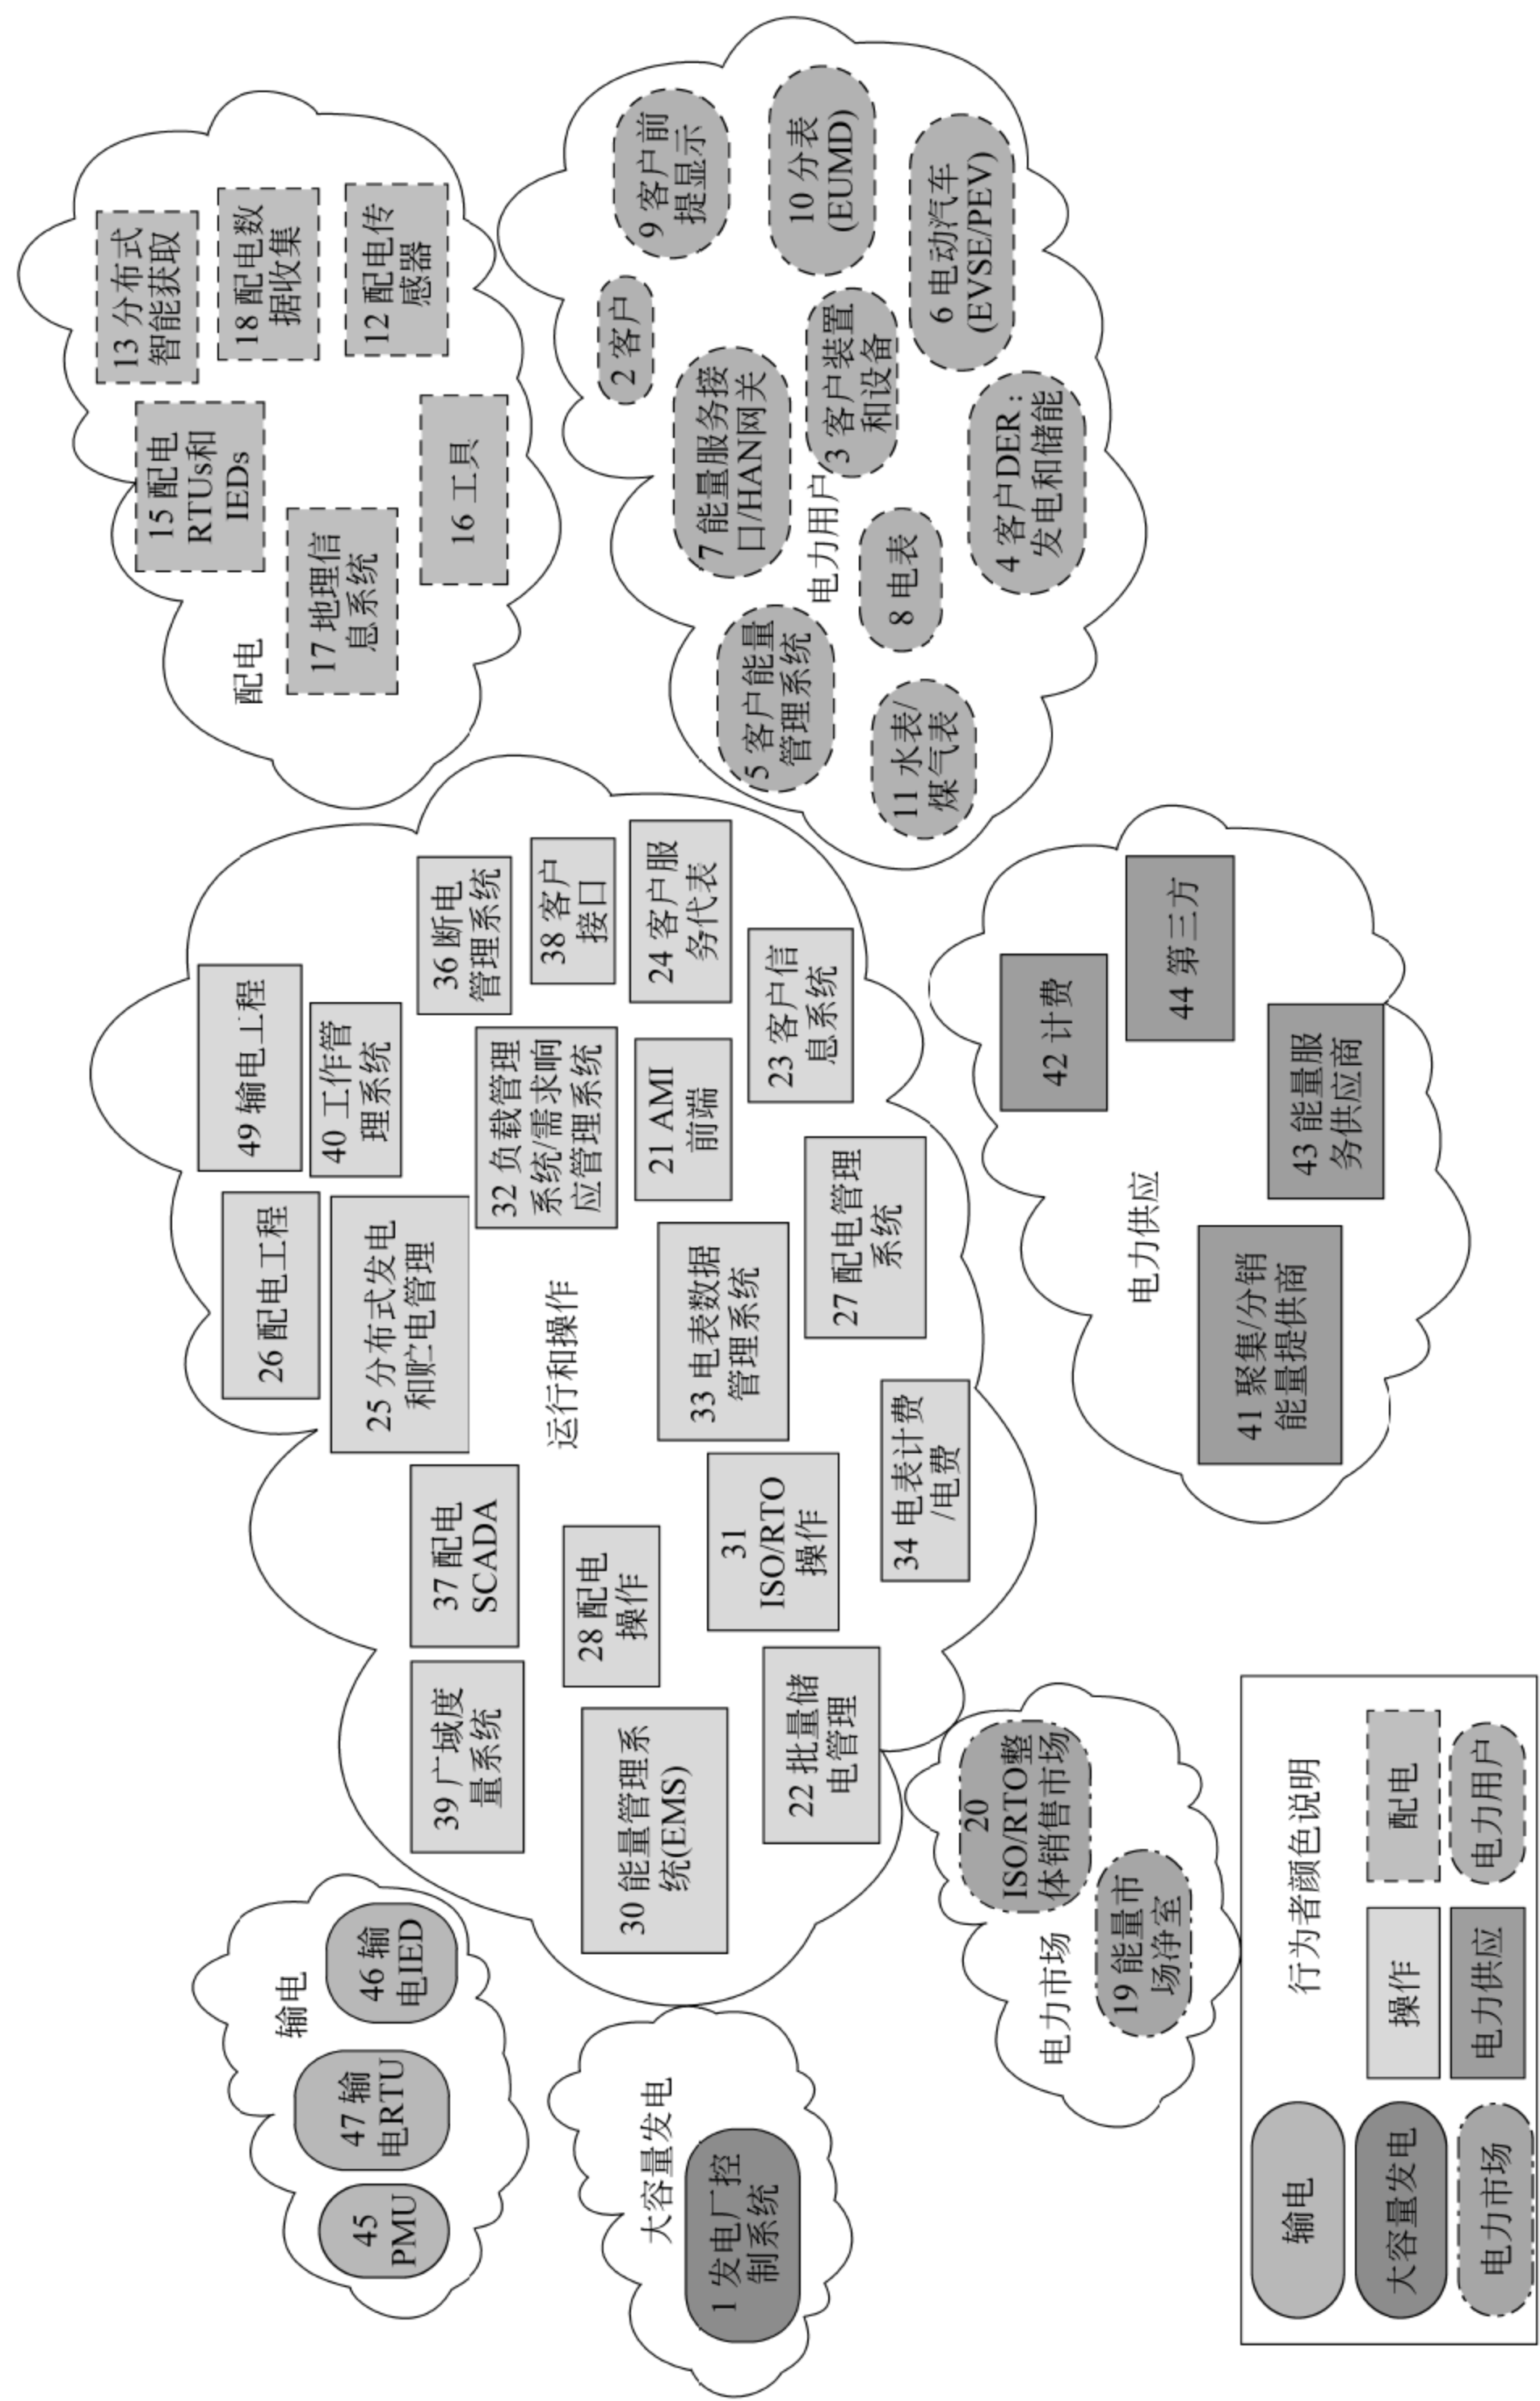 输电
45
PMU
47 输
电RTU
46 输
电IED
大容量发电
1 发电厂控
制系统
运行和操作
39 广域度
量系统
37 配电
SCADA
30 能量管理系
统(EMS)
28 配电
操作
22 批量储
电管理
31
ISO/RTO
操作
34 电表计费
/电费
26 配电工程
49 输电工程
25 分布式发电
和贮电管理
40 工作管
理系统
36 断电
管理系统
32 负载管理
系统/需求响
应管理系统
38 客户
接口
33 电表数据
管理系统
21 AMI
前端
24 客户服
务代表
27 配电管理
系统
23 客户信
息系统
配电
15 配电
RTUs和
IEDs
13 分布式
智能获取
18 配电数
据收集
17 地理信
息系统
12 配电传
感器
16 工具
电力用户
2 客户
9 客户前
提显示
7 能量服务接
口/HAN网关
5 客户能量
管理系统
10 分表
(EUMD)
3 客户装置
和设备
8 电表
11 水表/
煤气表
6 电动汽车
(EVSE/PEV)
4 客户DER：
发电和储能
电力市场
20
ISO/RTO整
体销售市场
19 能量市
场净室
电力供应
42 计费
44 第三方
41 聚集/分销
能量提供商
43 能量服
务供应商
行为者颜色说明
输电
操作
配电
大容量发电
电力供应
电力用户
电力市场